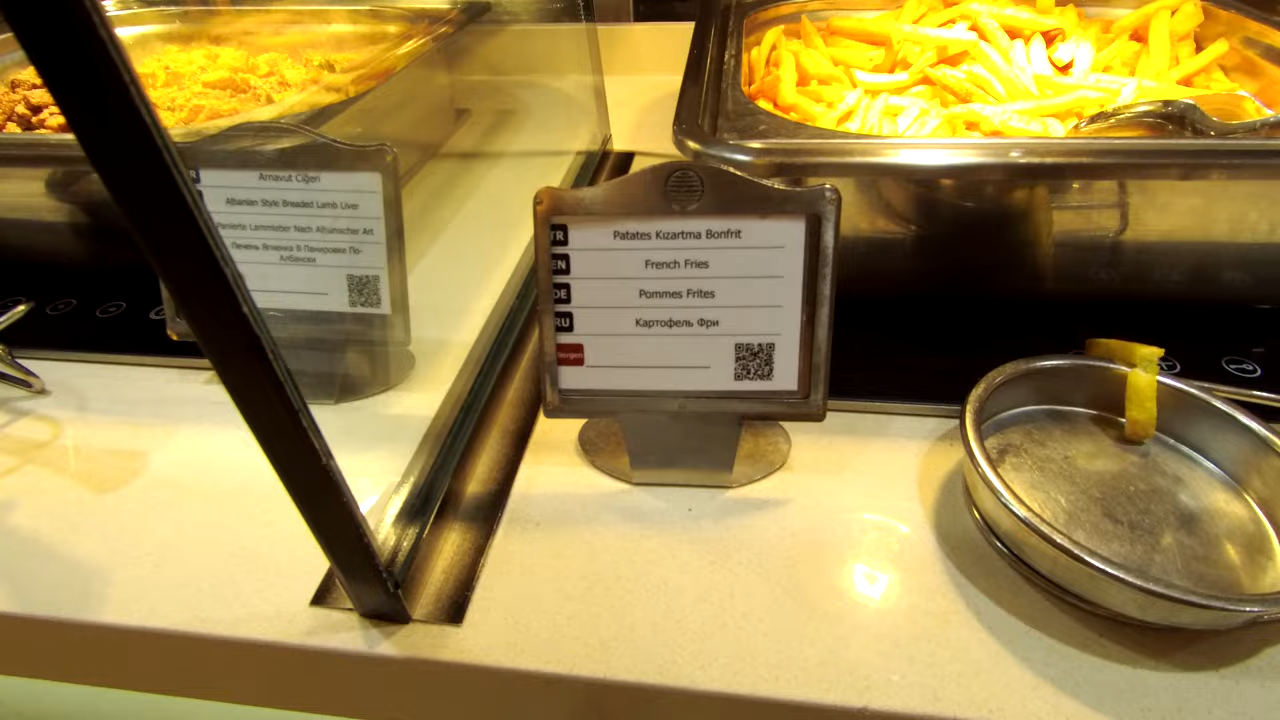 Arnavut Ciğeri
Albanian Style Breaded Lamb Liver
Panierte Lammleber Nach Albanischer Art
Печень Ягненка В Панировке По-
Албански
TR Patates Kızartma Bonfrit
EN French Fries
DE Pommes Frites
RU Картофель Фри